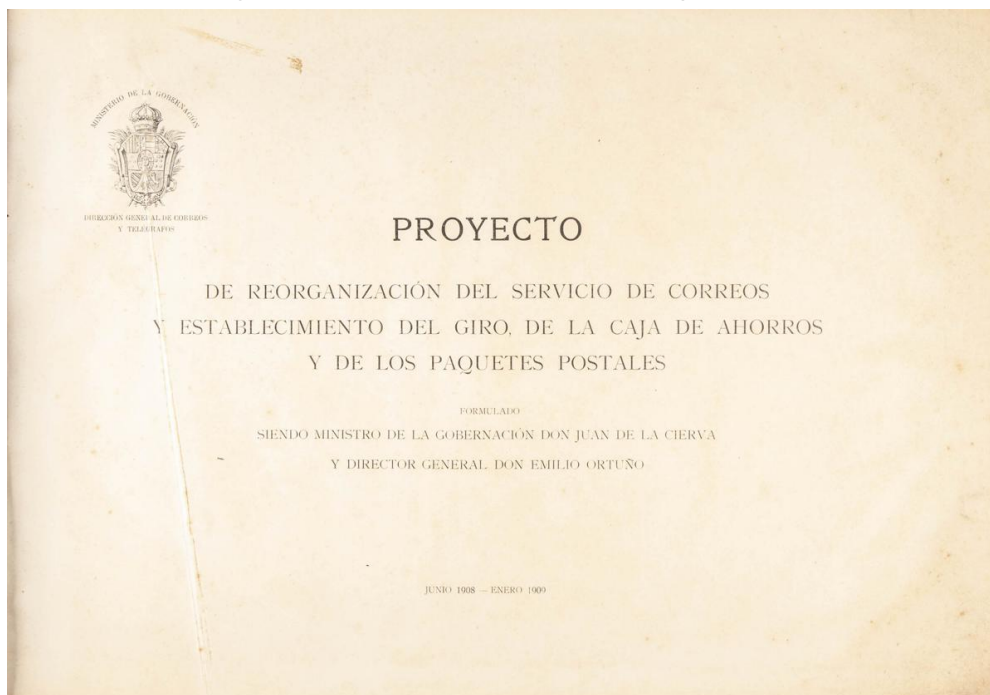 MINISTERIO DE LA GOBERNACIÓN
DIRECCIÓN GENERAL DE CORREOS
Y TELEGRAFOS
PROYECTO
DE REORGANIZACIÓN DEL SERVICIO DE CORREOS
Y ESTABLECIMIENTO DEL GIRO, DE LA CAJA DE AHORROS
Y DE LOS PAQUETES POSTALES
FORMULADO
SIENDO MINISTRO DE LA GOBERNACIÓN DON JUAN DE LA CIERVA
Y DIRECTOR GENERAL DON EMILIO ORTUÑO
JUNIO 1908 — ENERO 1909